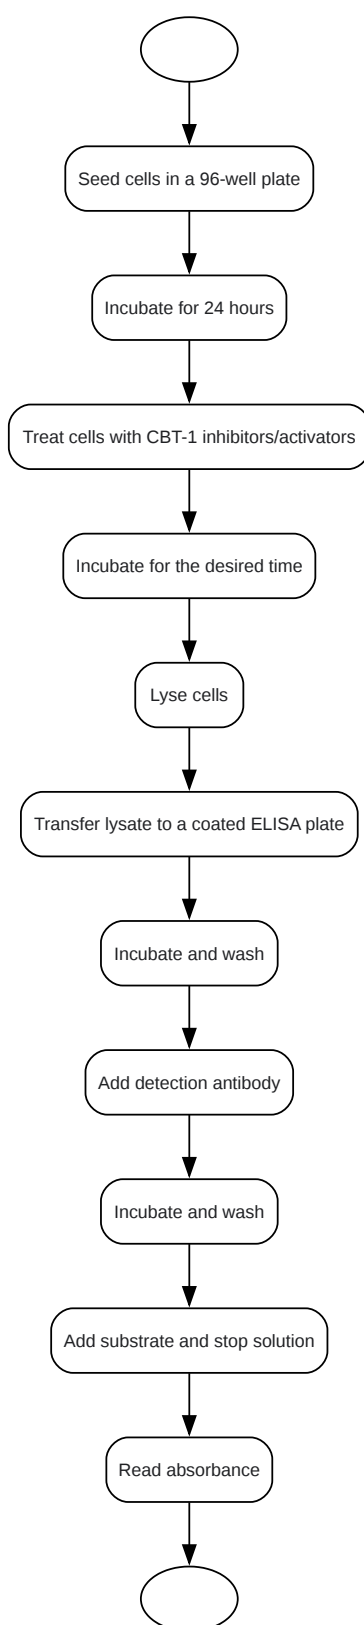 Seed cells in a 96-well plate
Incubate for 24 hours
Treat cells with CBT-1 inhibitors/activators
Incubate for the desired time
Lyse cells
Transfer lysate to a coated ELISA plate
Incubate and wash
Add detection antibody
Incubate and wash
Add substrate and stop solution
Read absorbance